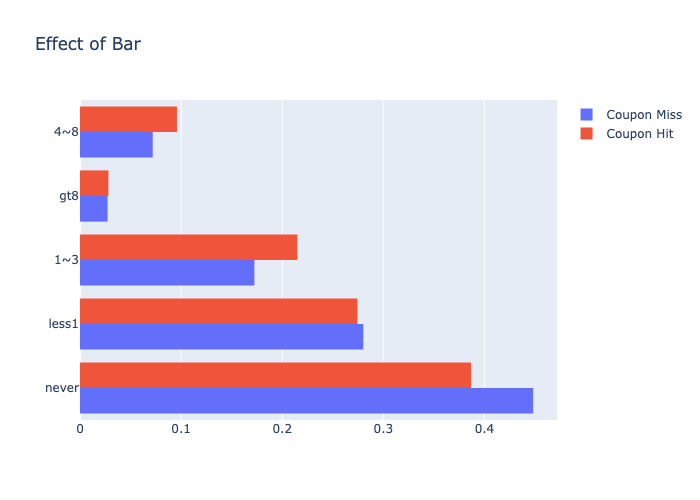 Effect of Bar
Coupon Miss
Coupon Hit
4~8
gt8
1~3
less1
never
0 0.1 0.2 0.3 0.4